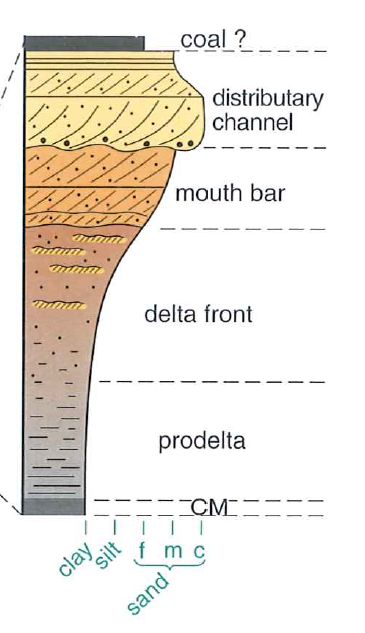 coal ?
distributary
channel
mouth bar
delta front
prodelta
CM
clay silt f m c
sand